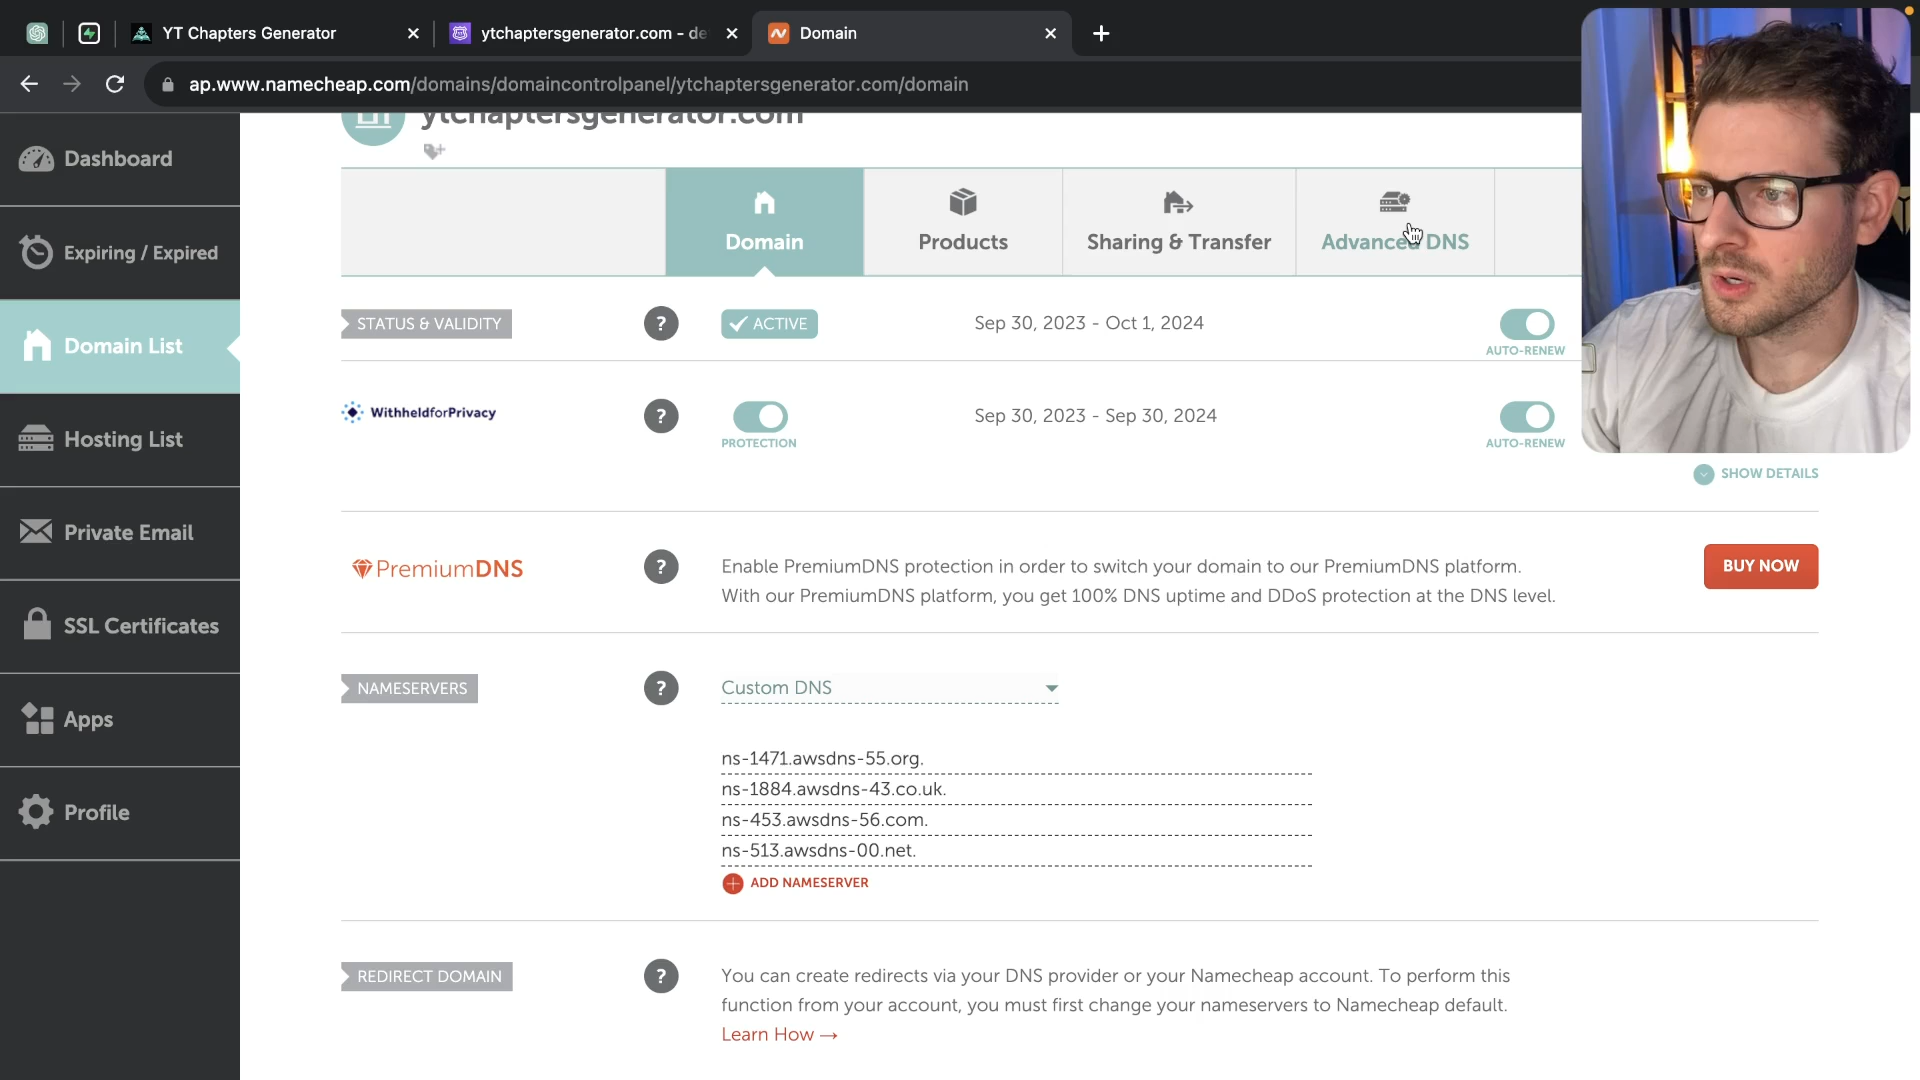 YT Chapters Generator
ytchaptersgenerator.com - de
Domain
ap.www.namecheap.com/domains/domaincontrolpanel/ytchaptersgenerator.com/domain
ytchaptersgenerator.com
Dashboard
Expiring / Expired
Domain List
Hosting List
Private Email
SSL Certificates
Apps
Profile
Domain
Products
Sharing & Transfer
Advanced DNS
STATUS & VALIDITY
?
ACTIVE
Sep 30, 2023 - Oct 1, 2024
AUTO-RENEW
WithheldforPrivacy
?
PROTECTION
Sep 30, 2023 - Sep 30, 2024
AUTO-RENEW
SHOW DETAILS
PremiumDNS
?
Enable PremiumDNS protection in order to switch your domain to our PremiumDNS platform.
With our PremiumDNS platform, you get 100% DNS uptime and DDoS protection at the DNS level.
BUY NOW
NAMESERVERS
?
Custom DNS
ns-1471.awsdns-55.org.
ns-1884.awsdns-43.co.uk.
ns-453.awsdns-56.com.
ns-513.awsdns-00.net.
ADD NAMESERVER
REDIRECT DOMAIN
?
You can create redirects via your DNS provider or your Namecheap account. To perform this
function from your account, you must first change your nameservers to Namecheap default.
Learn How →